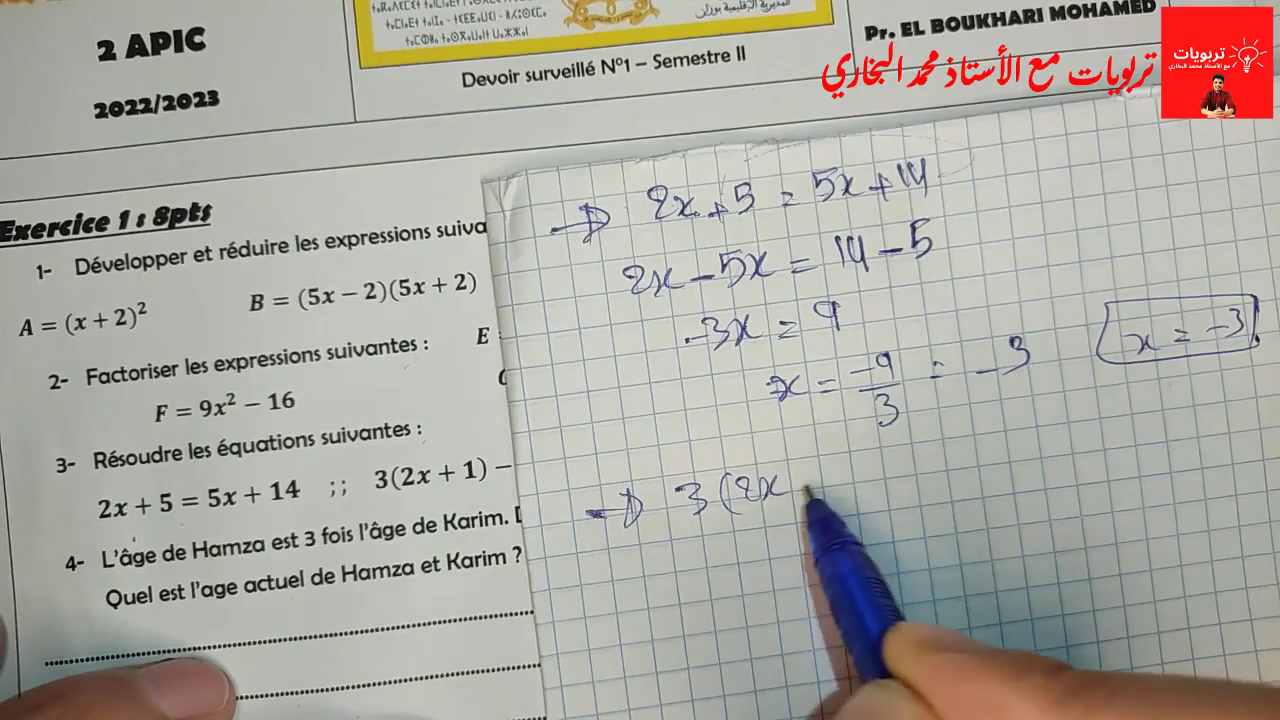 2 APIC
2022/2023
Devoir surveillé N°1 – Semestre II
Pr. EL BOUKHARI MOHAMED
تربويات مع الأستاذ محمد البخاري
تربويات
مع الأستاذ محمد البخاري
Exercice 1 : 8pts
1- Développer et réduire les expressions suiva
A = (x + 2)² B = (5x − 2)(5x + 2)
2- Factoriser les expressions suivantes : E
F = 9x² − 16
3- Résoudre les équations suivantes :
2x + 5 = 5x + 14 ;; 3(2x + 1) −
4- L'âge de Hamza est 3 fois l'âge de Karim.
Quel est l'age actuel de Hamza et Karim ?
2x + 5 = 5x + 14
2x − 5x = 14 − 5
-3x = 9
x = −9/3 = −3
x = −3
3(2x